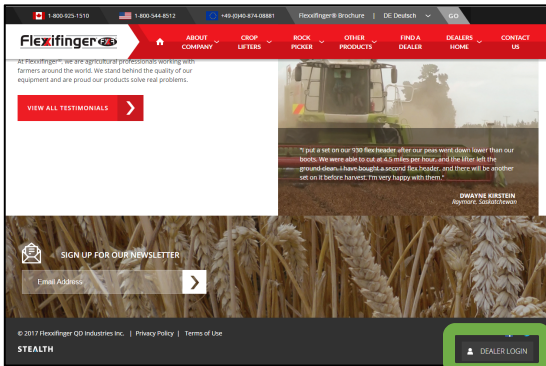 1-800-925-1510
1-800-544-8512
+49-(0)40-874-08881
Flexxifinger® Brochure | DE Deutsch
GO
Flexxifinger QD
ABOUT COMPANY
CROP LIFTERS
ROCK PICKER
OTHER PRODUCTS
FIND A DEALER
DEALERS HOME
CONTACT US
At Flexxifinger®, we are agricultural professionals working with
farmers around the world. We stand behind the quality of our
equipment and are proud our products solve real problems.
VIEW ALL TESTIMONIALS
"I put a set on our 930 flex header after our peas went down lower than our
boots. We were able to cut at 4.5 miles per hour, and the lifter left the
ground clean. I have bought a second flex header, and there will be another
set on it before harvest. I'm very happy with them."
DWAYNE KIRSTEIN
Raymore, Saskatchewan
SIGN UP FOR OUR NEWSLETTER
Email Address
© 2017 Flexxifinger QD Industries Inc. | Privacy Policy | Terms of Use
STEALTH
DEALER LOGIN